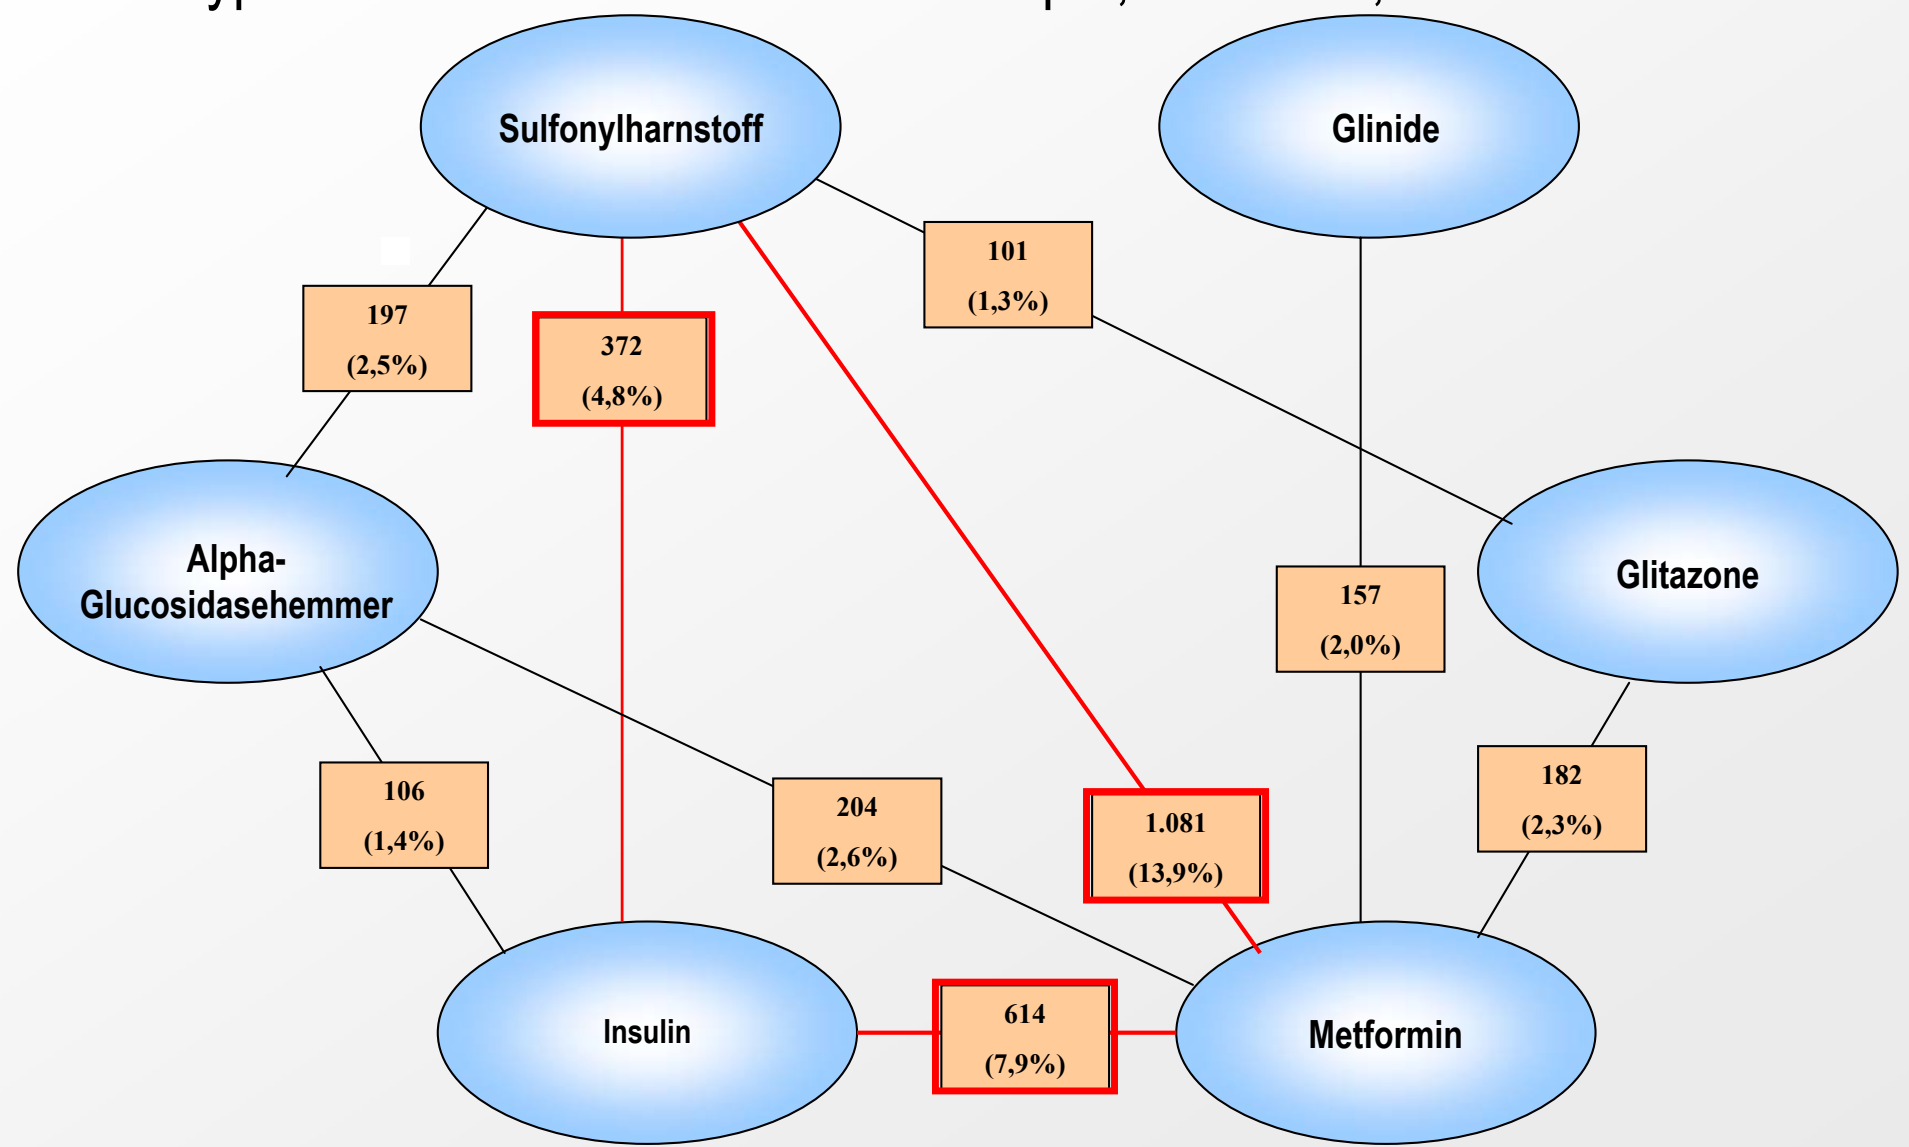 Sulfonylharnstoff
Glinide
101
(1,3%)
197
(2,5%)
372
(4,8%)
Alpha-
Glucosidasehemmer
Glitazone
157
(2,0%)
106
(1,4%)
204
(2,6%)
1.081
(13,9%)
182
(2,3%)
Insulin
614
(7,9%)
Metformin